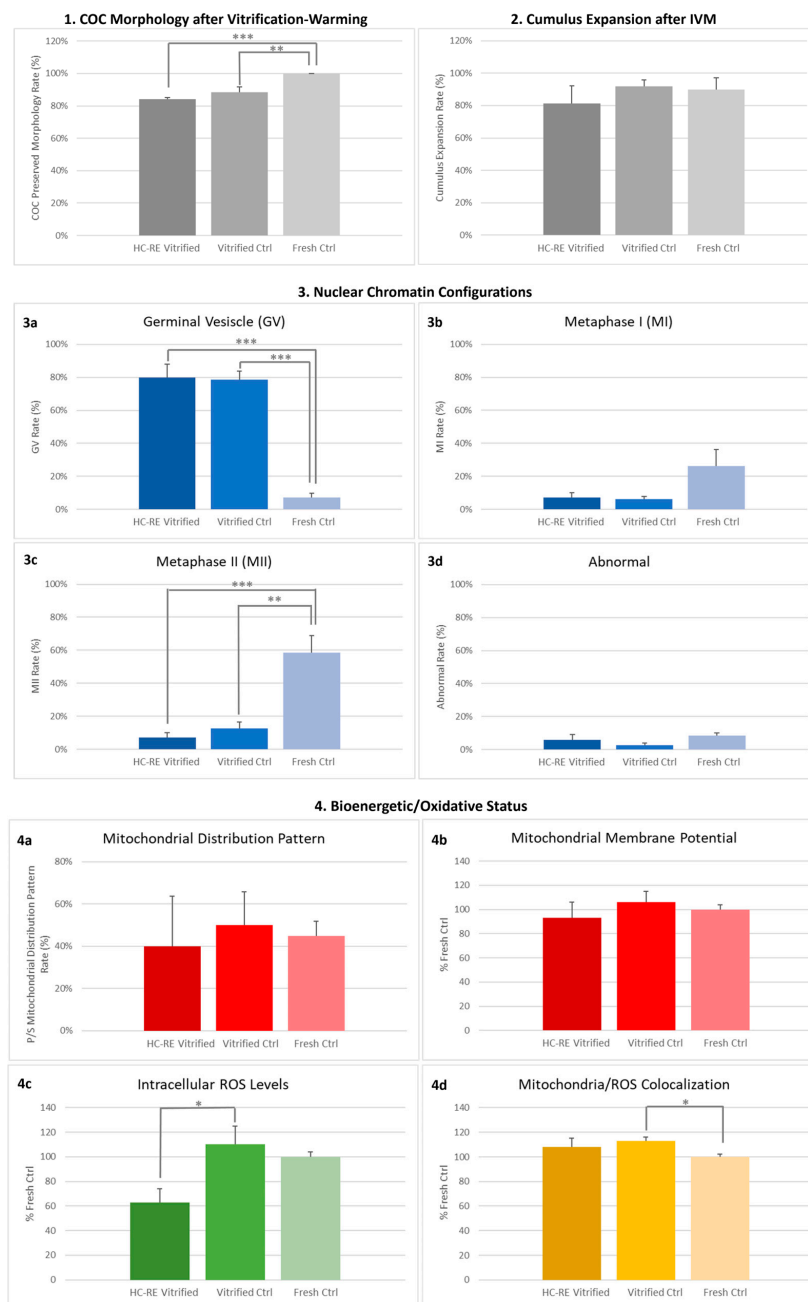 1. COC Morphology after Vitrification-Warming
COC Preserved Morphology Rate (%)
120%
100%
80%
60%
40%
20%
0%
***
**
HC-RE Vitrified Vitrified Ctrl Fresh Ctrl
2. Cumulus Expansion after IVM
Cumulus Expansion Rate (%)
120%
100%
80%
60%
40%
20%
0%
HC-RE Vitrified Vitrified Ctrl Fresh Ctrl
3. Nuclear Chromatin Configurations
3a
Germinal Vesiscle (GV)
GV Rate (%)
100%
80%
60%
40%
20%
0%
***
***
HC-RE Vitrified Vitrified Ctrl Fresh Ctrl
3b
Metaphase I (MI)
MI Rate (%)
100%
80%
60%
40%
20%
0%
HC-RE Vitrified Vitrified Ctrl Fresh Ctrl
3c
Metaphase II (MII)
MII Rate (%)
100%
80%
60%
40%
20%
0%
***
**
HC-RE Vitrified Vitrified Ctrl Fresh Ctrl
3d
Abnormal
Abnormal Rate (%)
100%
80%
60%
40%
20%
0%
HC-RE Vitrified Vitrified Ctrl Fresh Ctrl
4. Bioenergetic/Oxidative Status
4a
Mitochondrial Distribution Pattern
P/S Mitochondrial Distribution Pattern
Rate (%)
80%
60%
40%
20%
0%
HC-RE Vitrified Vitrified Ctrl Fresh Ctrl
4b
Mitochondrial Membrane Potential
% Fresh Ctrl
140
120
100
80
60
40
20
0
HC-RE Vitrified Vitrified Ctrl Fresh Ctrl
4c
Intracellular ROS Levels
% Fresh Ctrl
140
120
100
80
60
40
20
0
*
HC-RE Vitrified Vitrified Ctrl Fresh Ctrl
4d
Mitochondria/ROS Colocalization
% Fresh Ctrl
140
120
100
80
60
40
20
0
*
HC-RE Vitrified Vitrified Ctrl Fresh Ctrl